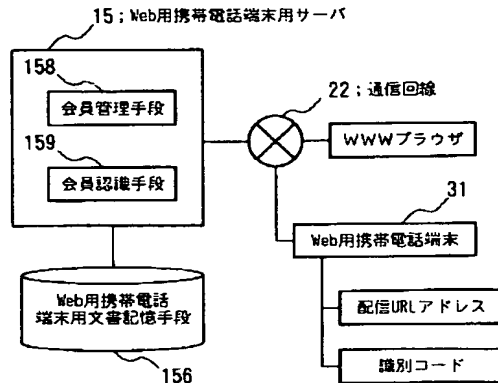 15；Web用携帯電話端末用サーバ
158
会員管理手段
159
会員認識手段
22；通信回線
WWWブラウザ
31
Web用携帯電話端末
配信URLアドレス
識別コード
Web用携帯電話
端末用文書記憶手段
156